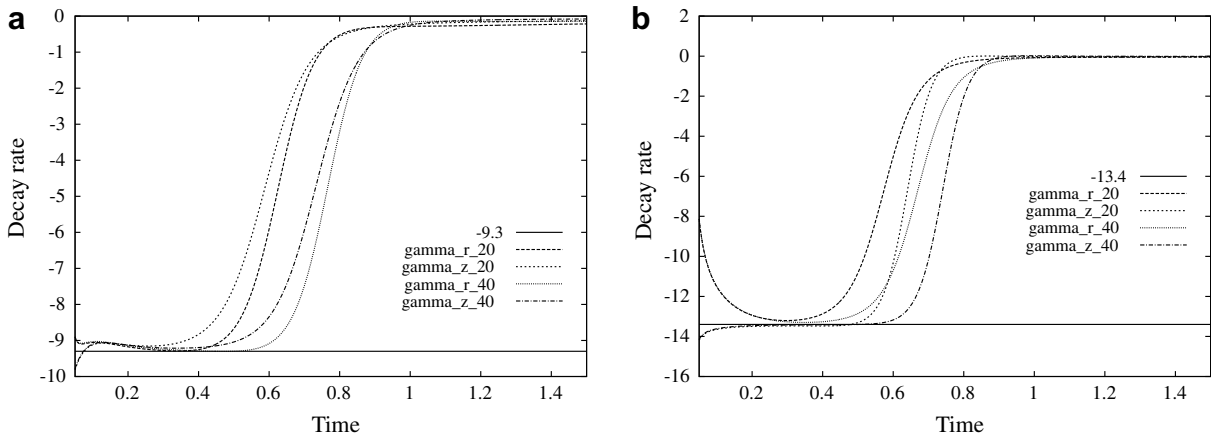 a
0
-1
-2
-3
-4
-5
-6
-7
-8
-9
-10
Decay rate
-9.3
gamma_r_20
gamma_z_20
gamma_r_40
gamma_z_40
0.2 0.4 0.6 0.8 1 1.2 1.4
Time
b
2
0
-2
-4
-6
-8
-10
-12
-14
-16
Decay rate
-13.4
gamma_r_20
gamma_z_20
gamma_r_40
gamma_z_40
0.2 0.4 0.6 0.8 1 1.2 1.4
Time